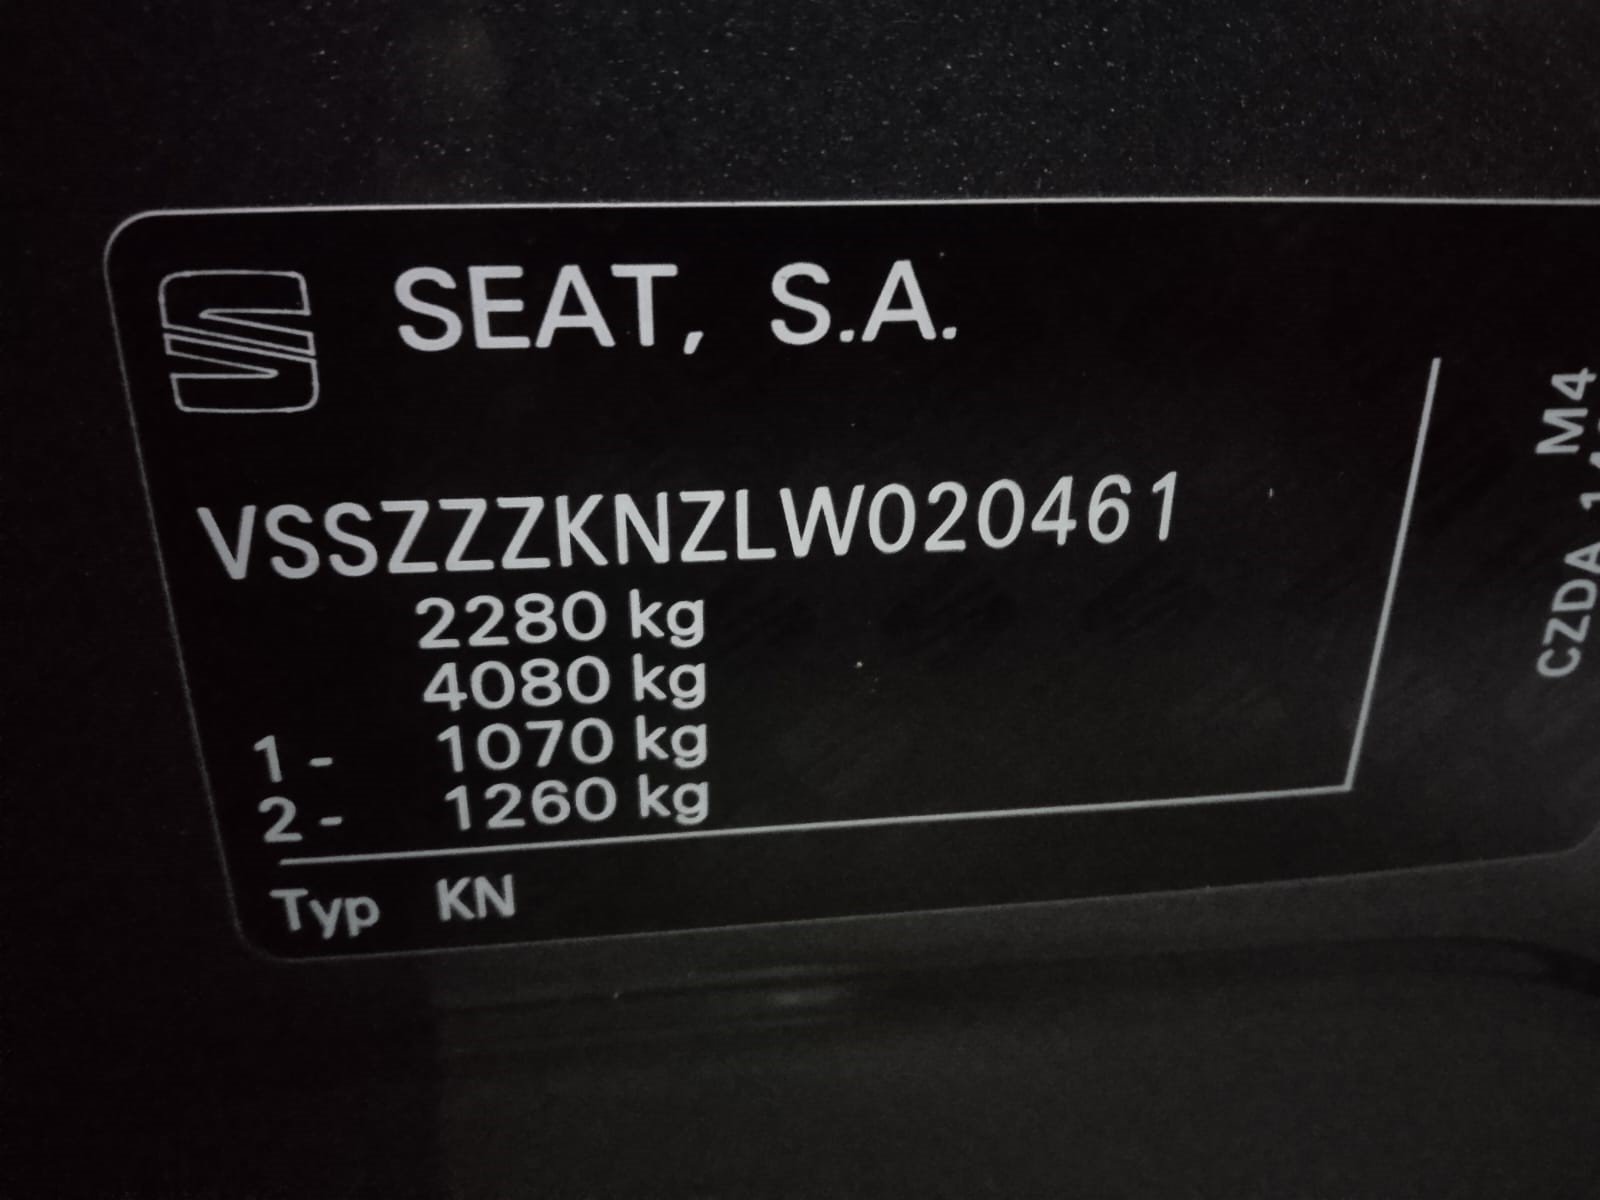 SEAT, S.A.
VSSZZZKNZLW020461
2280 kg
4080 kg
1- 1070 kg
2- 1260 kg
Typ KN
M4
CZDA